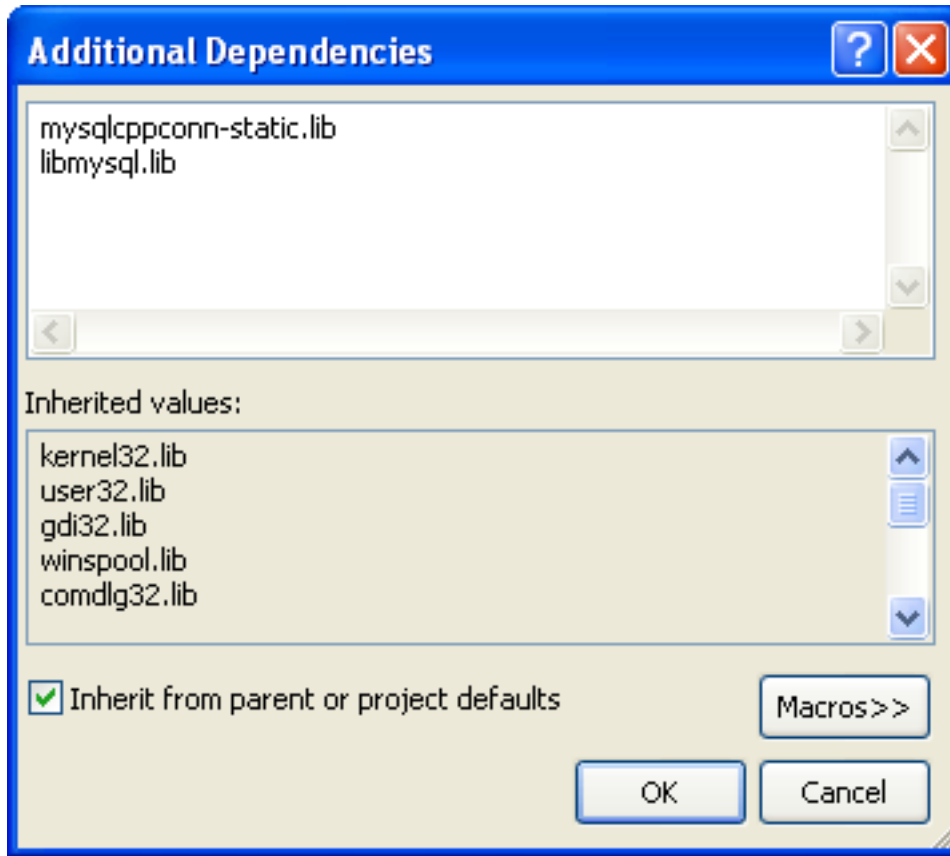 Additional Dependencies
mysqlcppconn-static.lib
libmysql.lib
Inherited values:
kernel32.lib
user32.lib
gdi32.lib
winspool.lib
comdlg32.lib
Inherit from parent or project defaults
Macros>>
OK
Cancel